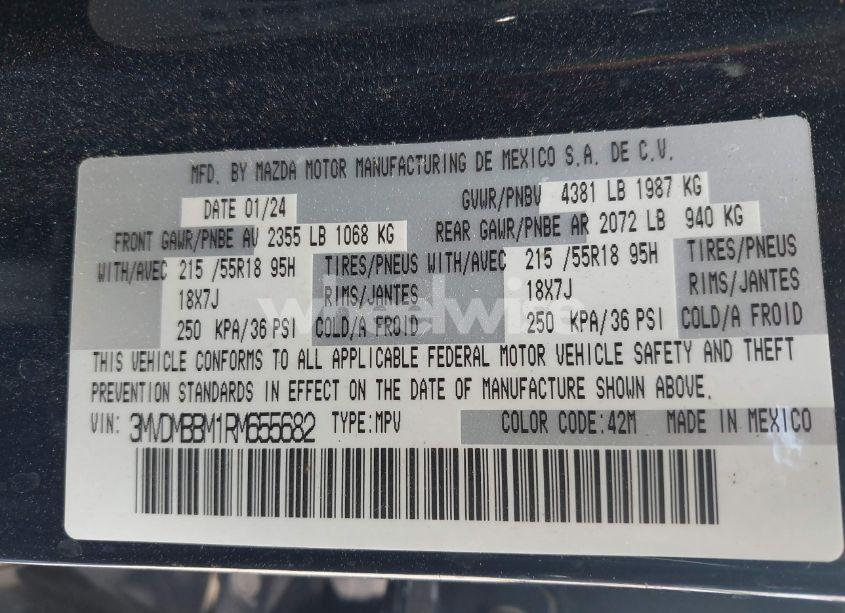 MFD. BY MAZDA MOTOR MANUFACTURING DE MEXICO S.A. DE C.V.
DATE 01/24 GVWR/PNBV 4381 LB 1987 KG
FRONT GAWR/PNBE AV 2355 LB 1068 KG REAR GAWR/PNBE AR 2072 LB 940 KG
WITH/AVEC 215 /55R18 95H TIRES/PNEUS WITH/AVEC 215 /55R18 95H TIRES/PNEUS
18X7J RIMS/JANTES 18X7J RIMS/JANTES
wheelwire
250 KPA/36 PSI COLD/A FROID 250 KPA/36 PSI COLD/A FROID
THIS VEHICLE CONFORMS TO ALL APPLICABLE FEDERAL MOTOR VEHICLE SAFETY AND THEFT
PREVENTION STANDARDS IN EFFECT ON THE DATE OF MANUFACTURE SHOWN ABOVE.
VIN: 3MVDMBBM1RM655682 TYPE:MPV COLOR CODE:42M MADE IN MEXICO